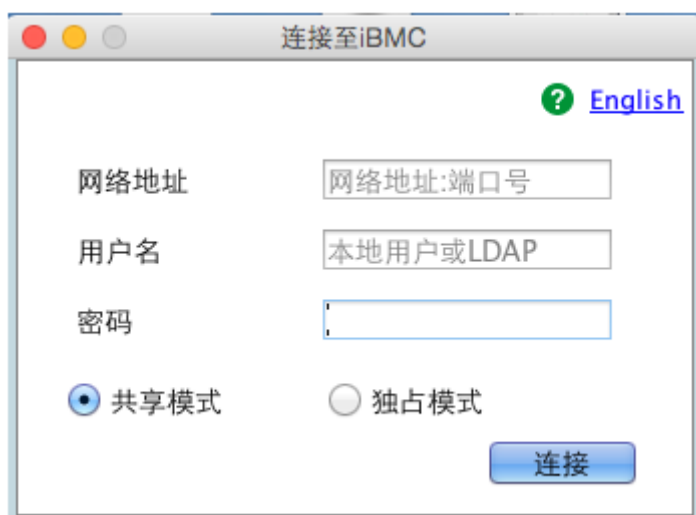 连接至iBMC
? English
网络地址 网络地址:端口号
用户名 本地用户或LDAP
密码
共享模式 独占模式
连接